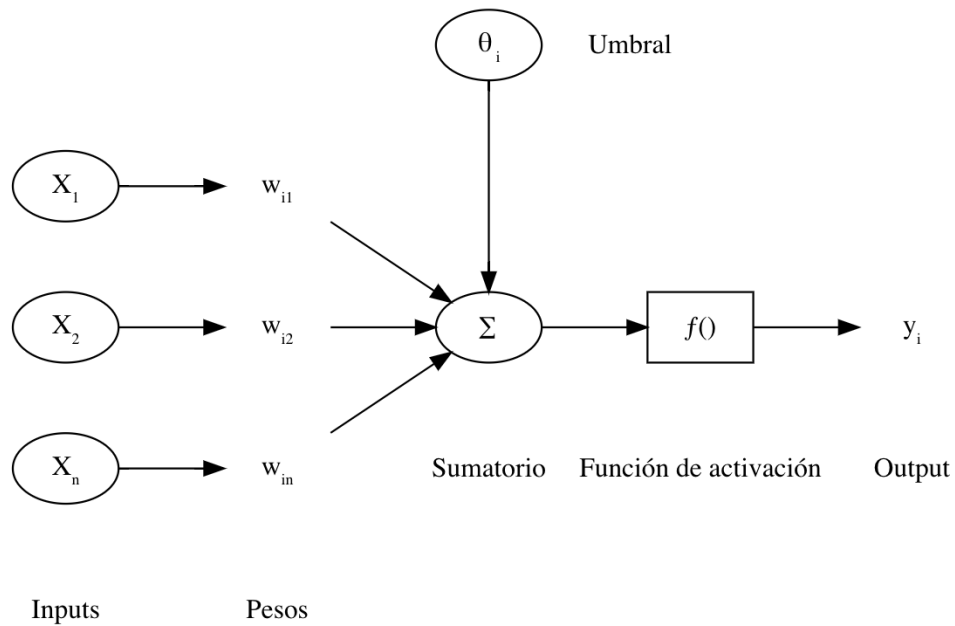 θi Umbral
X1 wi1
X2 wi2 Σ f() yi
Xn win Sumatorio Función de activación Output
Inputs Pesos